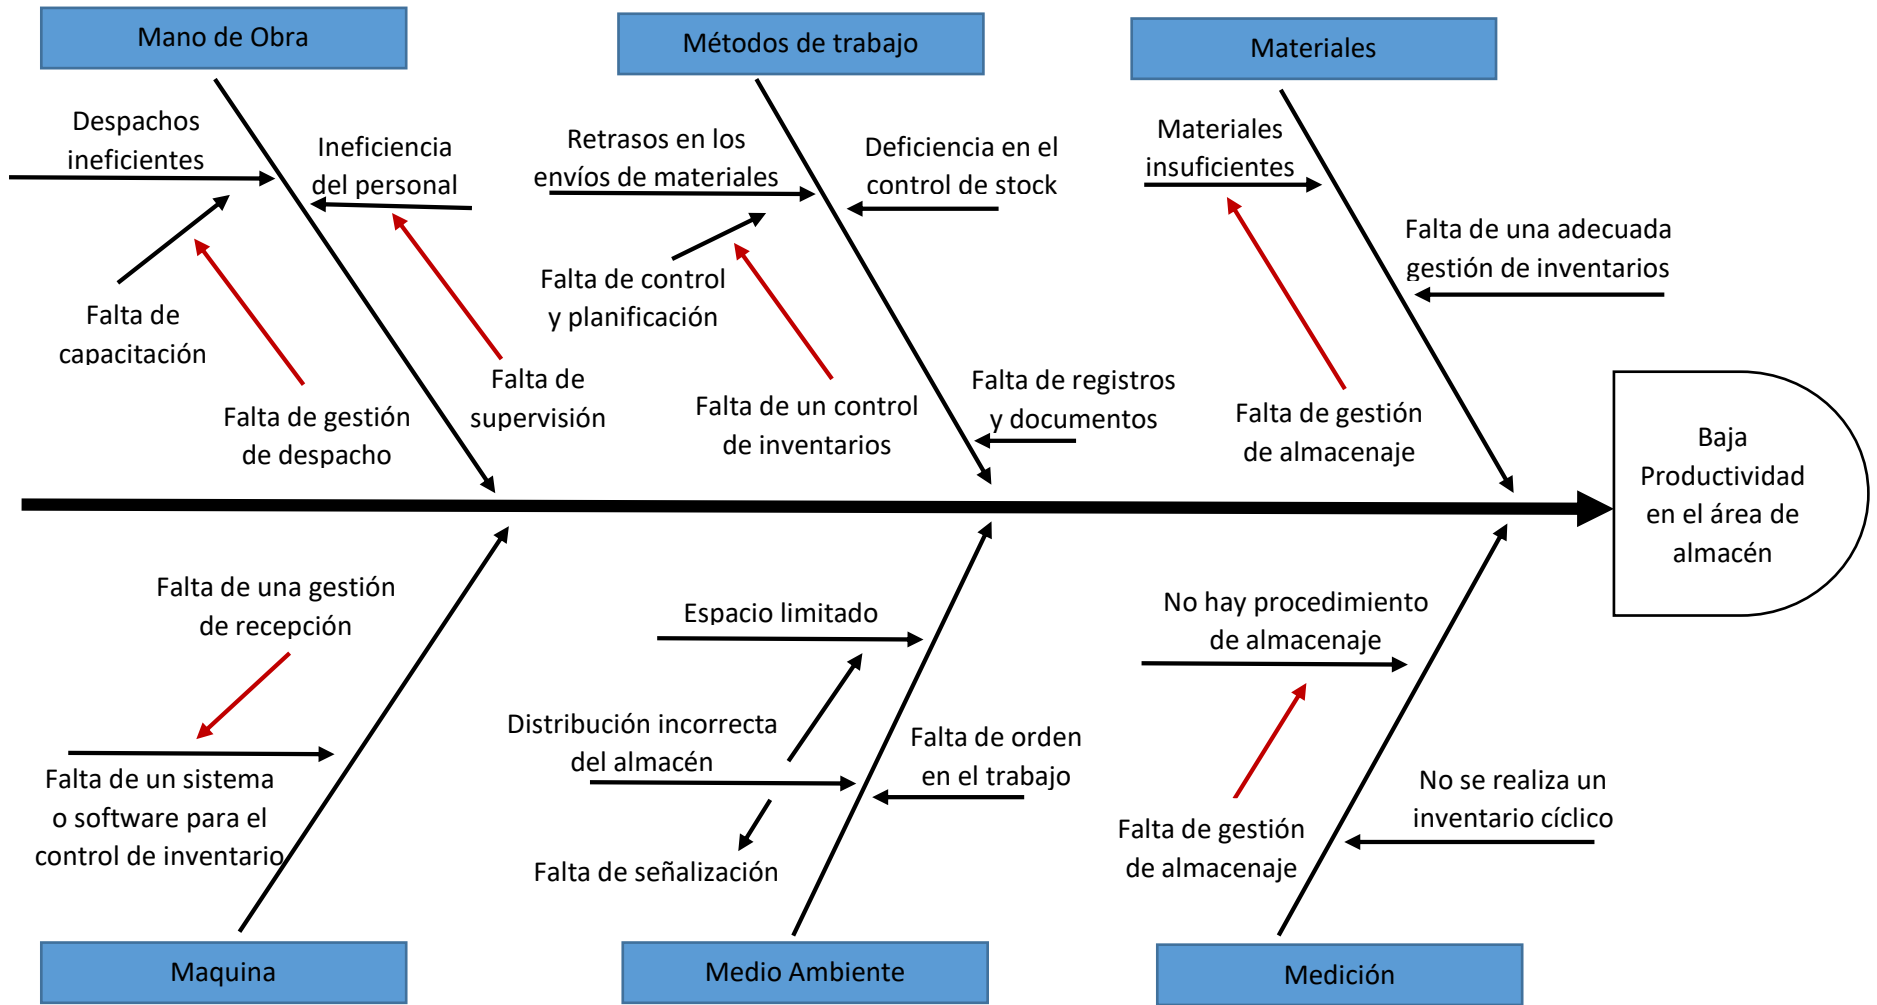 Mano de Obra
Métodos de trabajo
Materiales
Despachos
ineficientes
Ineficiencia
del personal
Falta de
capacitación
Falta de gestión
de despacho
Falta de
supervisión
Retrasos en los
envíos de materiales
Deficiencia en el
control de stock
Falta de control
y planificación
Falta de un control
de inventarios
Falta de registros
y documentos
Materiales
insuficientes
Falta de una adecuada
gestión de inventarios
Falta de gestión
de almacenaje
Baja
Productividad
en el área de
almacén
Falta de una gestión
de recepción
Falta de un sistema
o software para el
control de inventario
Espacio limitado
Distribución incorrecta
del almacén
Falta de orden
en el trabajo
Falta de señalización
No hay procedimiento
de almacenaje
Falta de gestión
de almacenaje
No se realiza un
inventario cíclico
Maquina
Medio Ambiente
Medición